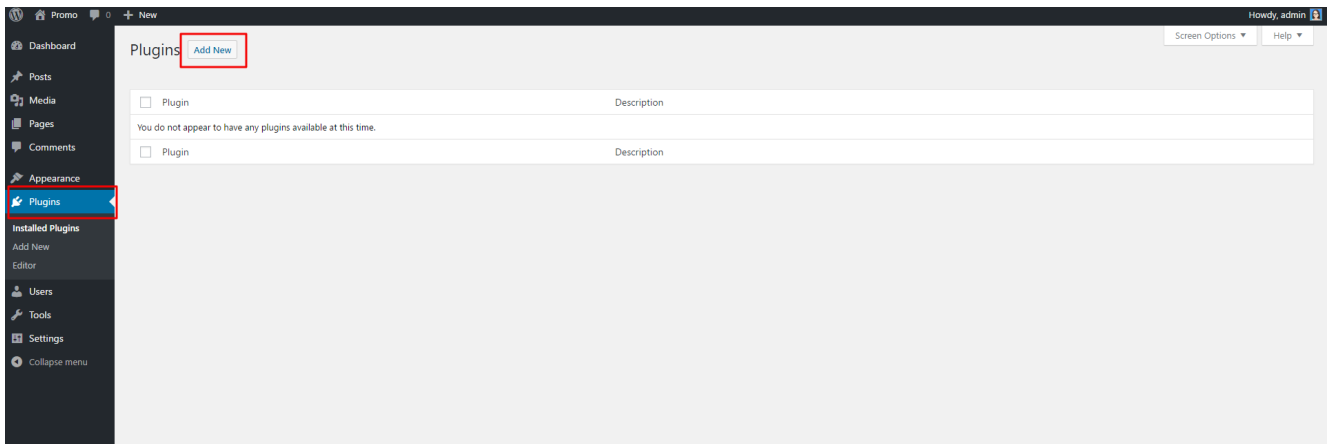 Promo 0 + New Howdy, admin
Screen Options ▼ Help ▼
Dashboard
Posts
Media
Pages
Comments
Appearance
Plugins
Installed Plugins
Add New
Editor
Users
Tools
Settings
Collapse menu
Plugins Add New
Plugin Description
You do not appear to have any plugins available at this time.
Plugin Description